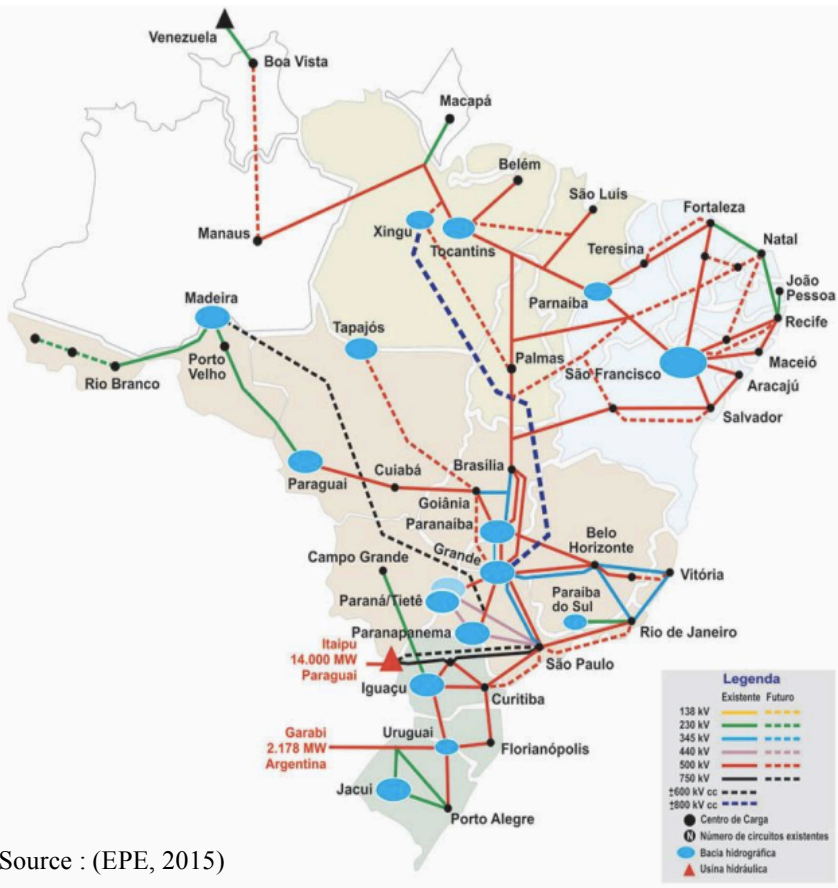 Venezuela
Boa Vista
Macapá
Belém
São Luís
Fortaleza
Manaus
Xingu
Tocantins
Teresina
Natal
João
Pessoa
Parnaíba
Recife
Madeira
Tapajós
Palmas
São Francisco
Maceió
Aracajú
Rio Branco
Porto
Velho
Salvador
Paraguai
Cuiabá
Brasília
Goiânia
Paranaíba
Grande
Belo
Horizonte
Campo Grande
Vitória
Paraná/Tietê
Paraíba
do Sul
Paranapanema
Rio de Janeiro
Itaipu
14.000 MW
Paraguai
São Paulo
Iguaçu
Curitiba
Garabi
2.178 MW
Argentina
Uruguai
Florianópolis
Jacui
Porto Alegre
Legenda
Existente Futuro
138 kV
230 kV
345 kV
440 kV
500 kV
750 kV
±600 kV cc
±800 kV cc
Centro de Carga
N Número de circuitos existentes
Bacia hidrográfica
Usina hidráulica
Source : (EPE, 2015)